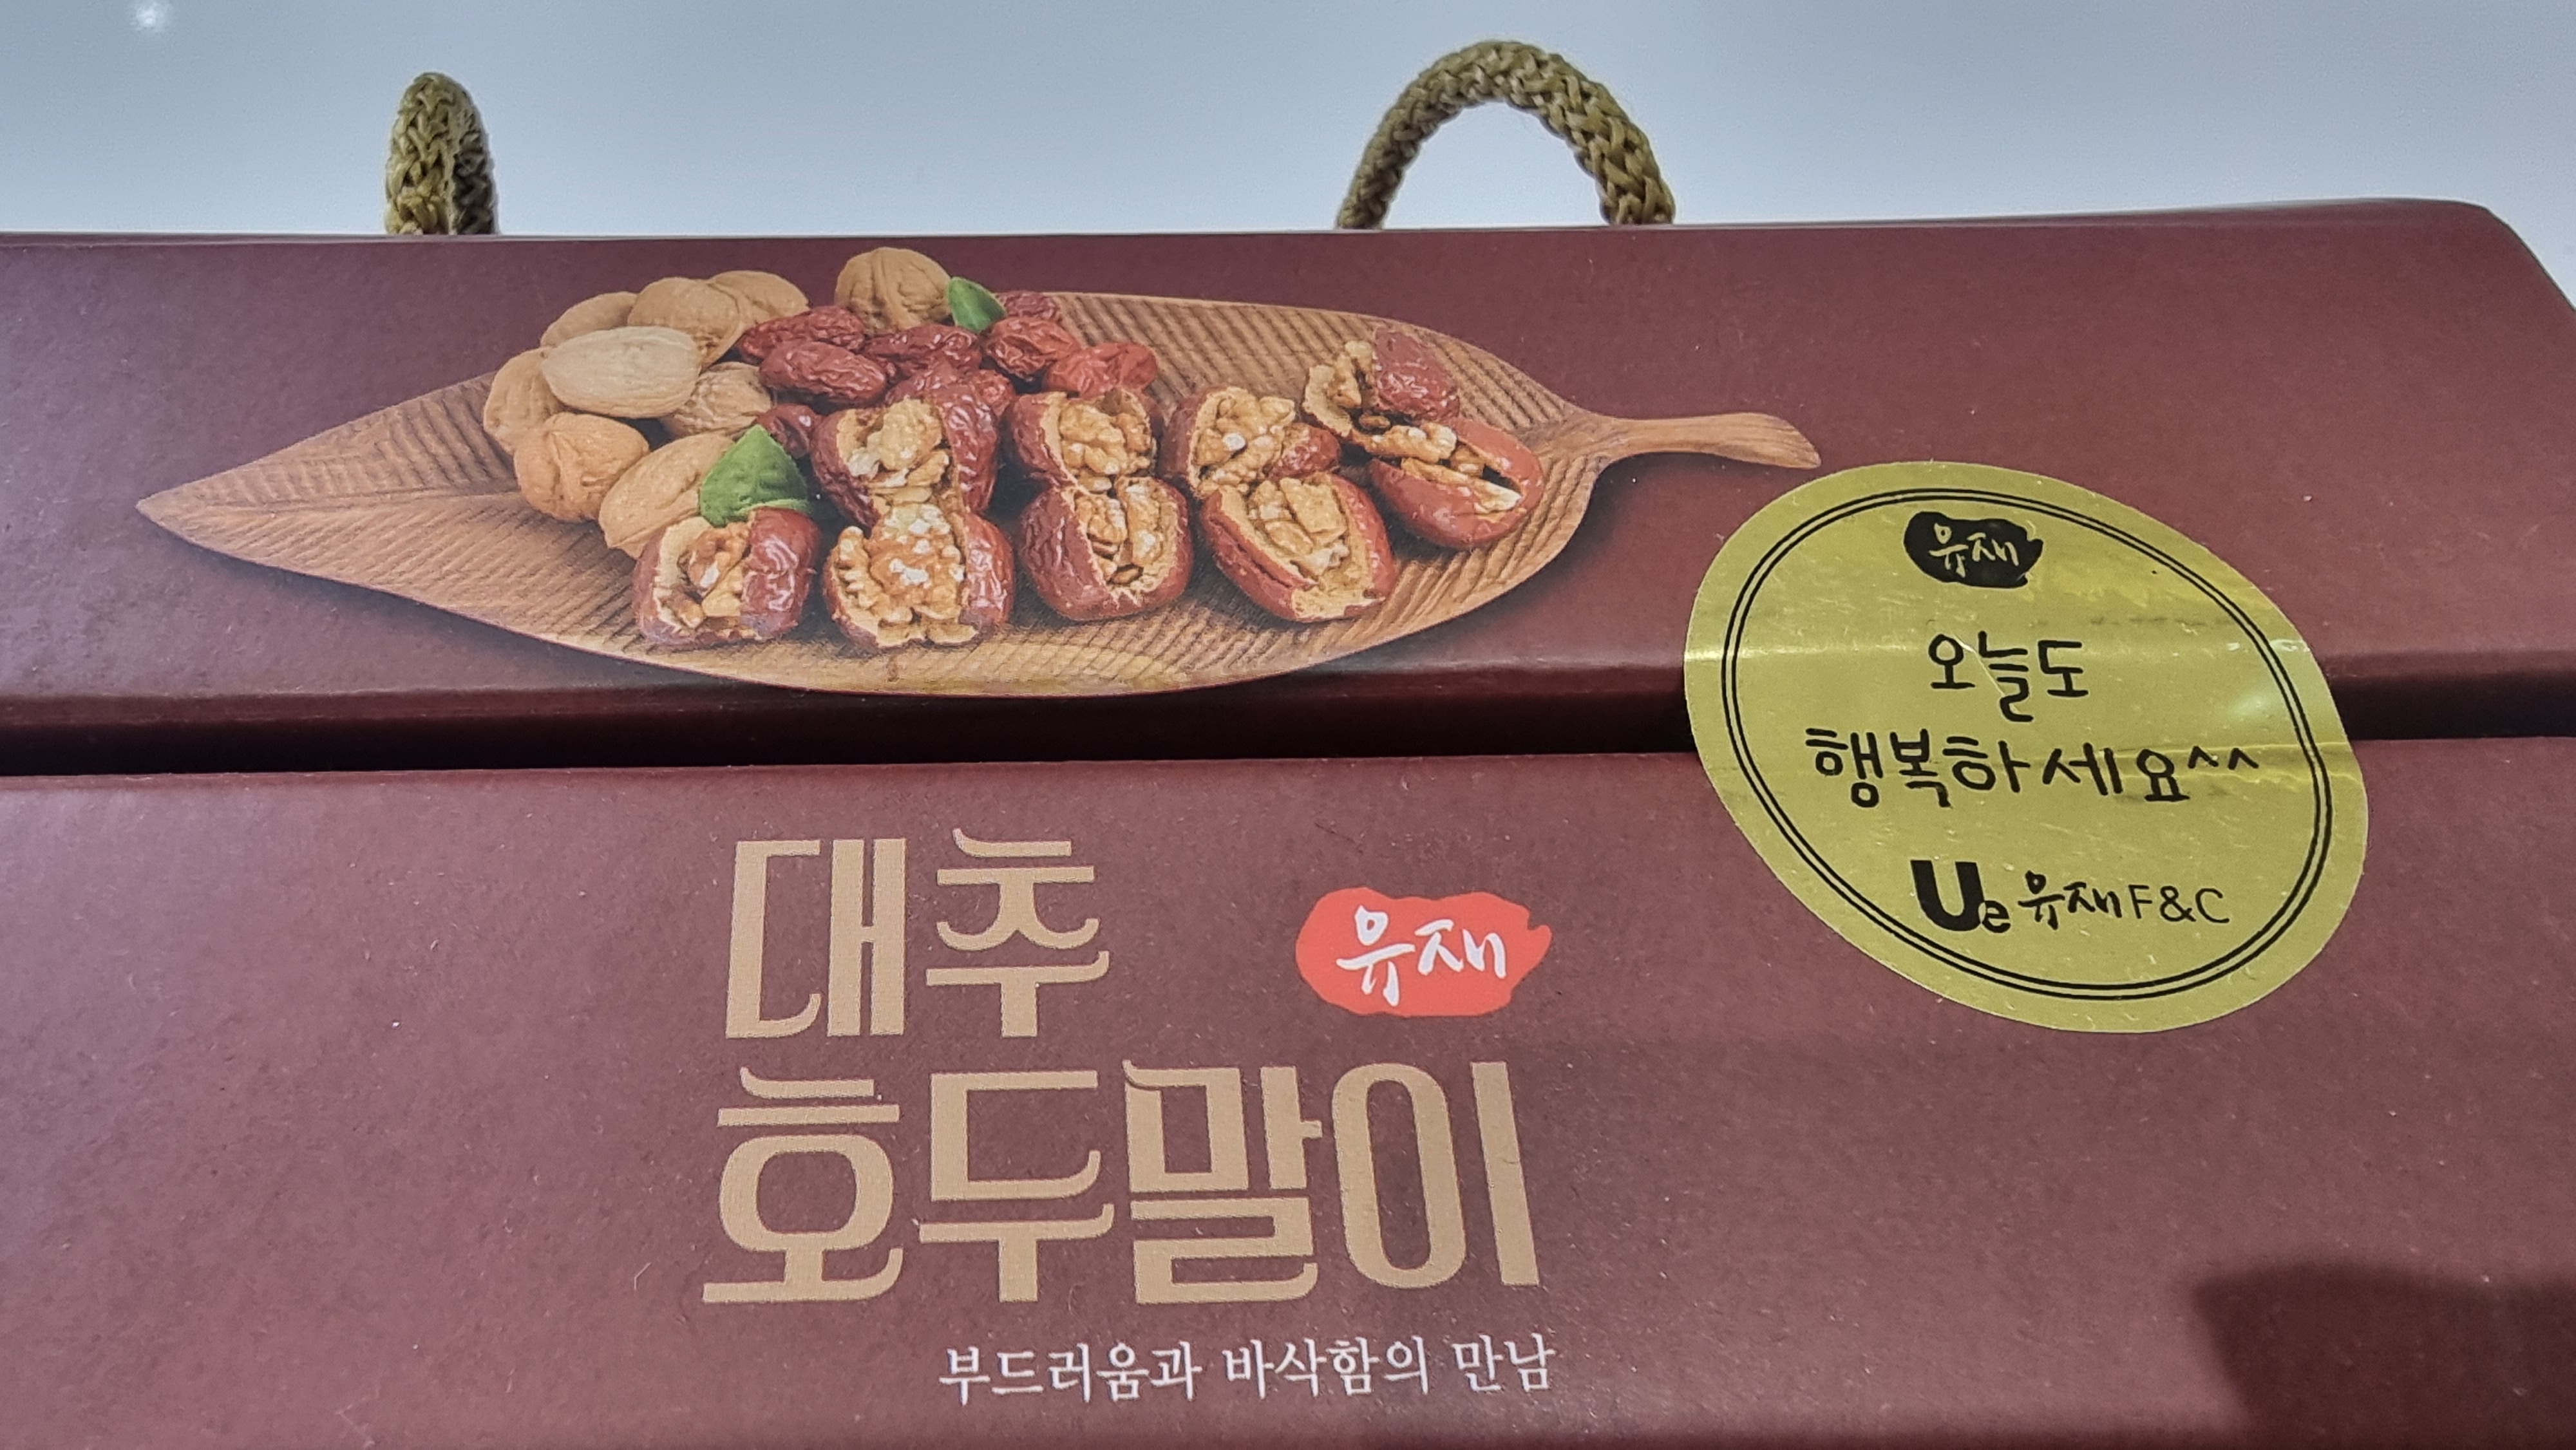 유재
오늘도
행복하세요^^
Ue 유재 F&C
대추
유재
호두말이
부드러움과 바삭함의 만남